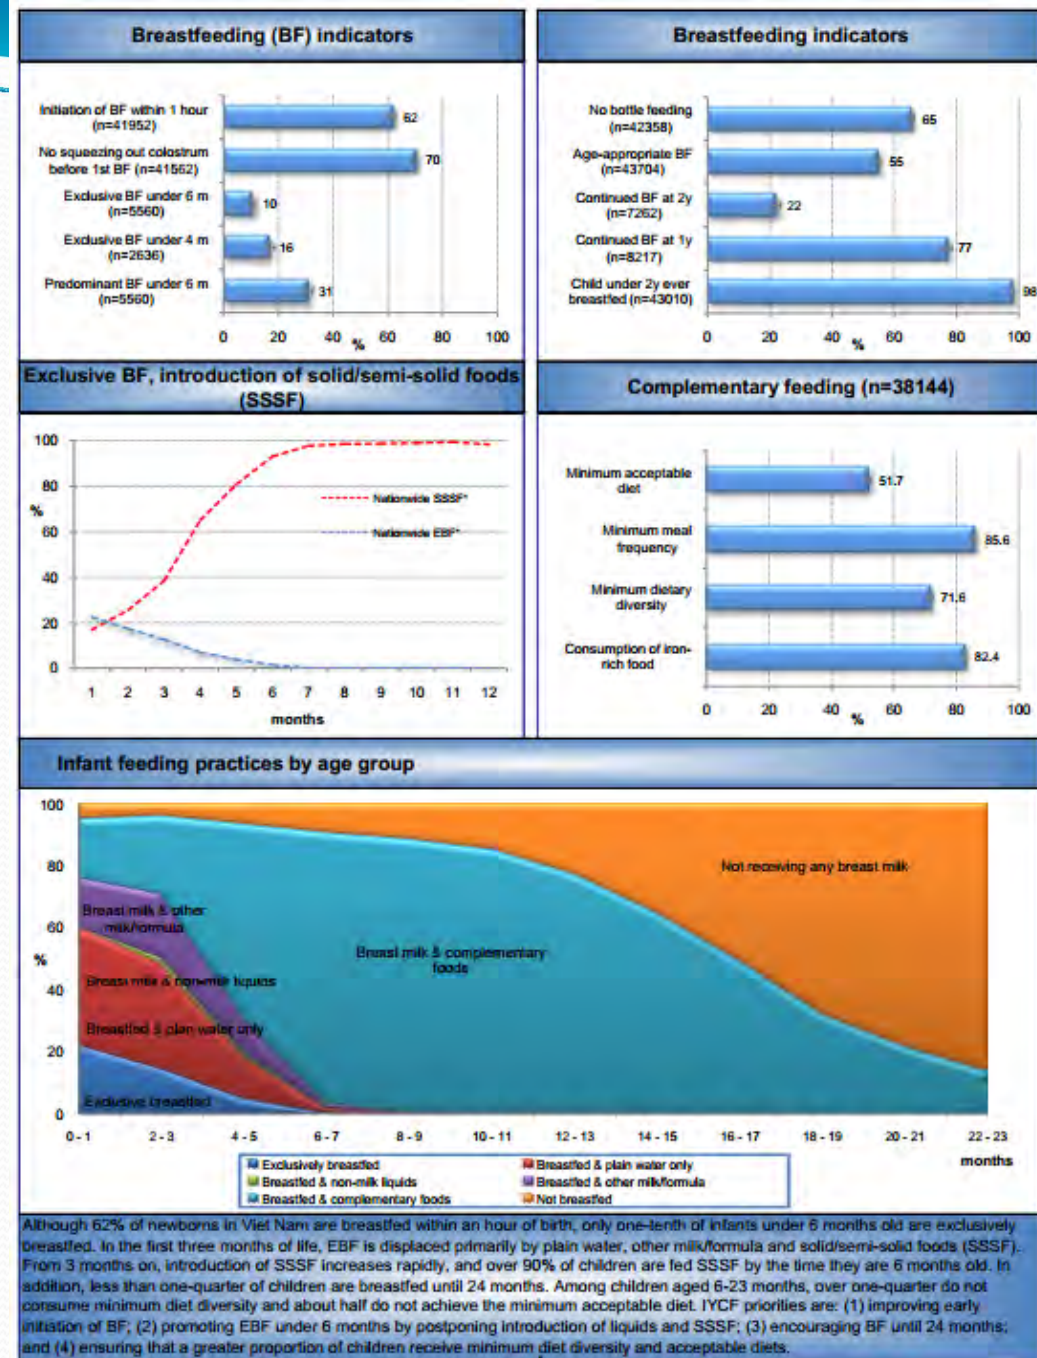 Breastfeeding (BF) indicators
Initiation of BF within 1 hour
(n=41952)
62
No squeezing out colostrum
before 1st BF (n=41562)
70
Exclusive BF under 6 m
(n=5560)
10
Exclusive BF under 4 m
(n=2636)
16
Predominant BF under 6 m
(n=5560)
31
0 20 40 60 80 100
%
Breastfeeding indicators
No bottle feeding
(n=42358)
65
Age-appropriate BF
(n=43704)
55
Continued BF at 2y
(n=7262)
22
Continued BF at 1y
(n=8217)
77
Child under 2y ever
breastfed (n=43010)
98
0 20 40 60 80 100
%
Exclusive BF, introduction of solid/semi-solid foods
(SSSF)
100
80
60
40
20
0
%
Nationwide SSSF*
Nationwide EBF*
1 2 3 4 5 6 7 8 9 10 11 12
months
Complementary feeding (n=38144)
Minimum acceptable
diet
51.7
Minimum meal
frequency
85.6
Minimum dietary
diversity
71.6
Consumption of iron-
rich food
82.4
0 20 40 60 80 100
%
Infant feeding practices by age group
100
80
60
40
20
0
%
Not receiving any breast milk
Breast milk & other
milk/formula
Breast milk & complementary
foods
Breast milk & non-milk liquids
Breastfed & plan water only
Exclusive breastfed
0 - 1 2 - 3 4 - 5 6 - 7 8 - 9 10 - 11 12 - 13 14 - 15 16 - 17 18 - 19 20 - 21 22 - 23
months
Exclusively breastfed
Breastfed & plain water only
Breastfed & non-milk liquids
Breastfed & other milk/formula
Breastfed & complementary foods
Not breastfed
Although 62% of newborns in Viet Nam are breastfed within an hour of birth, only one-tenth of infants under 6 months old are exclusively
breastfed. In the first three months of life, EBF is displaced primarily by plain water, other milk/formula and solid/semi-solid foods (SSSF).
From 3 months on, introduction of SSSF increases rapidly, and over 90% of children are fed SSSF by the time they are 6 months old. In
addition, less than one-quarter of children are breastfed until 24 months. Among children aged 6-23 months, over one-quarter do not
consume minimum diet diversity and about half do not achieve the minimum acceptable diet. IYCF priorities are: (1) improving early
initiation of BF; (2) promoting EBF under 6 months by postponing introduction of liquids and SSSF; (3) encouraging BF until 24 months;
and (4) ensuring that a greater proportion of children receive minimum diet diversity and acceptable diets.